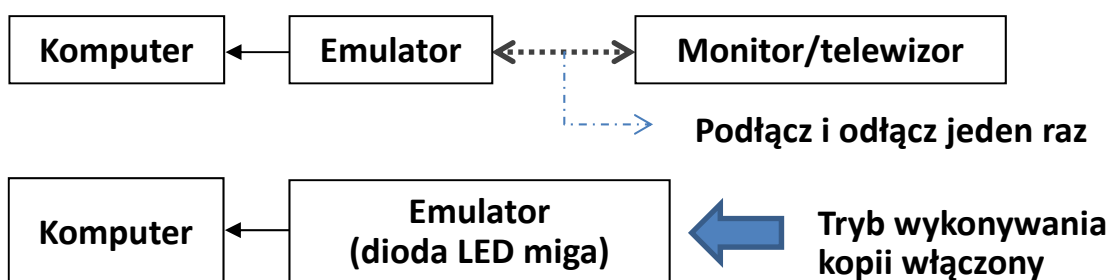 Komputer Emulator Monitor/telewizor
Podłącz i odłącz jeden raz
Komputer
Emulator
(dioda LED miga)
Tryb wykonywania
kopii włączony